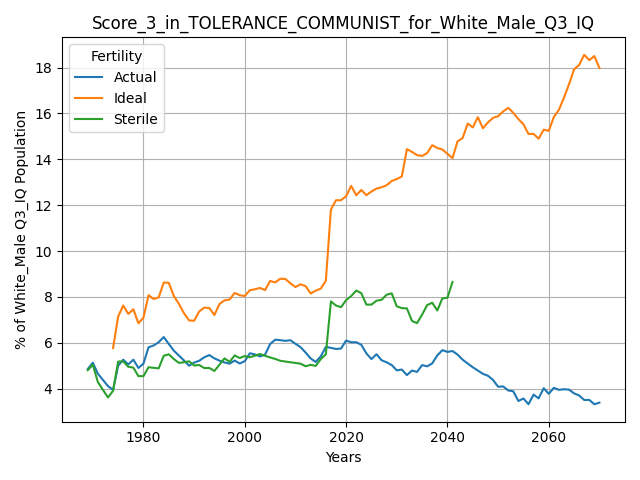 Score_3_in_TOLERANCE_COMMUNIST_for_White_Male_Q3_IQ
Fertility
Actual
Ideal
Sterile
% of White_Male Q3_IQ Population
18
16
14
12
10
8
6
4
1980 2000 2020 2040 2060
Years